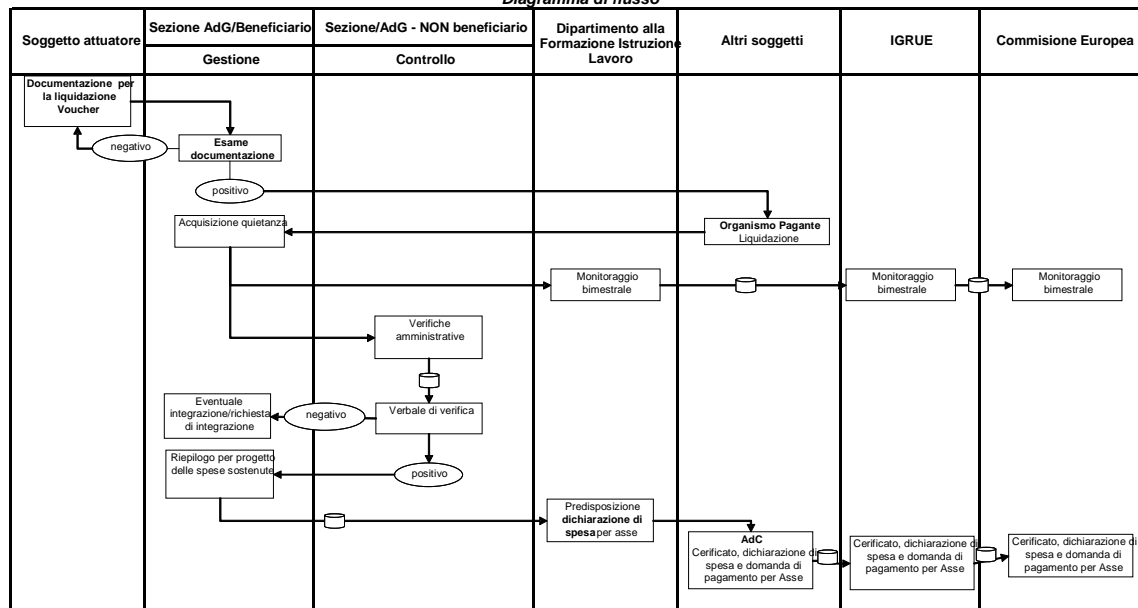 Diagramma di flusso
Soggetto attuatore
Sezione AdG/Beneficiario
Gestione
Sezione/AdG - NON beneficiario
Controllo
Dipartimento alla
Formazione Istruzione
Lavoro
Altri soggetti
IGRUE
Commisione Europea
Documentazione per
la liquidazione
Voucher
negativo
Esame
documentazione
positivo
Acquisizione quietanza
Organismo Pagante
Liquidazione
Monitoraggio
bimestrale
Monitoraggio
bimestrale
Monitoraggio
bimestrale
Verifiche
amministrative
Eventuale
integrazione/richiesta
di integrazione
negativo
Verbale di verifica
Riepilogo per progetto
delle spese sostenute
positivo
Predisposizione
dichiarazione di
spesa per asse
AdC
Cerificato, dichiarazione di
spesa e domanda di
pagamento per Asse
Cerificato, dichiarazione di
spesa e domanda di
pagamento per Asse
Cerificato, dichiarazione di
spesa e domanda di
pagamento per Asse